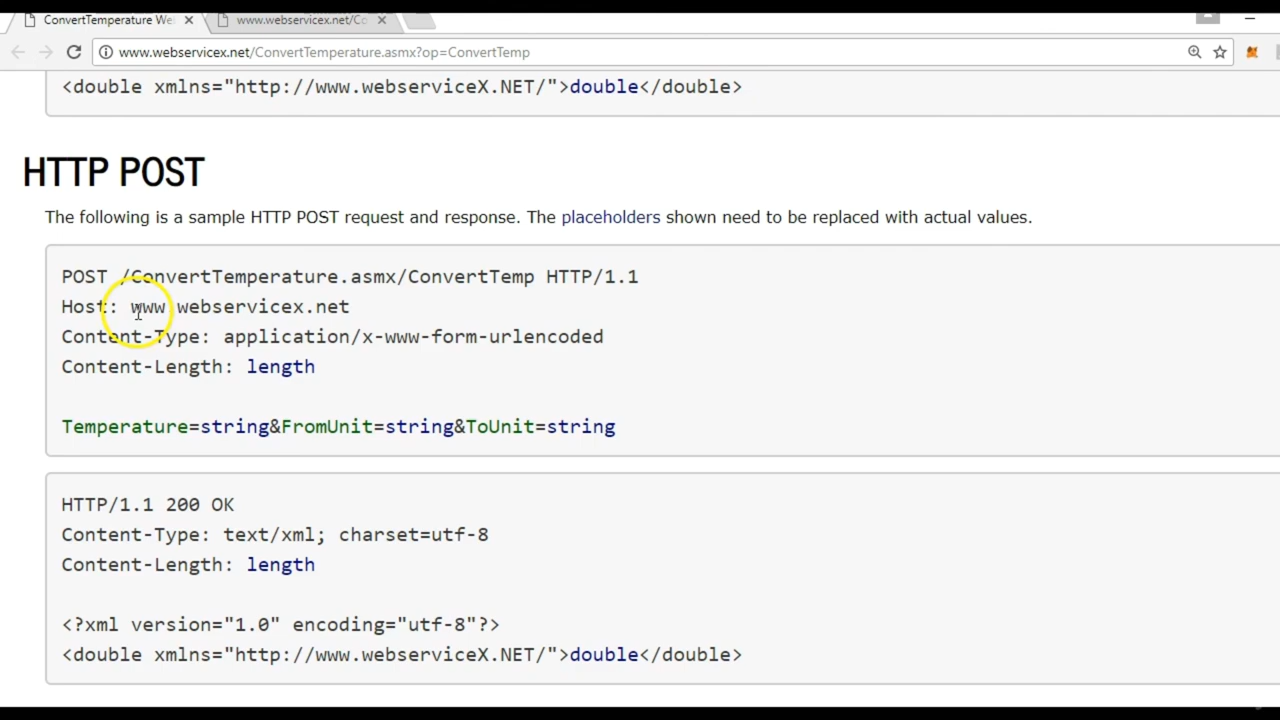 ConvertTemperature We
www.webservicex.net/Co
www.webservicex.net/ConvertTemperature.asmx?op=ConvertTemp
<double xmlns="http://www.webserviceX.NET/">double</double>
HTTP POST
The following is a sample HTTP POST request and response. The placeholders shown need to be replaced with actual values.
POST /ConvertTemperature.asmx/ConvertTemp HTTP/1.1
Host: www.webservicex.net
Content-Type: application/x-www-form-urlencoded
Content-Length: length
Temperature=string&FromUnit=string&ToUnit=string
HTTP/1.1 200 OK
Content-Type: text/xml; charset=utf-8
Content-Length: length
<?xml version="1.0" encoding="utf-8"?>
<double xmlns="http://www.webserviceX.NET/">double</double>